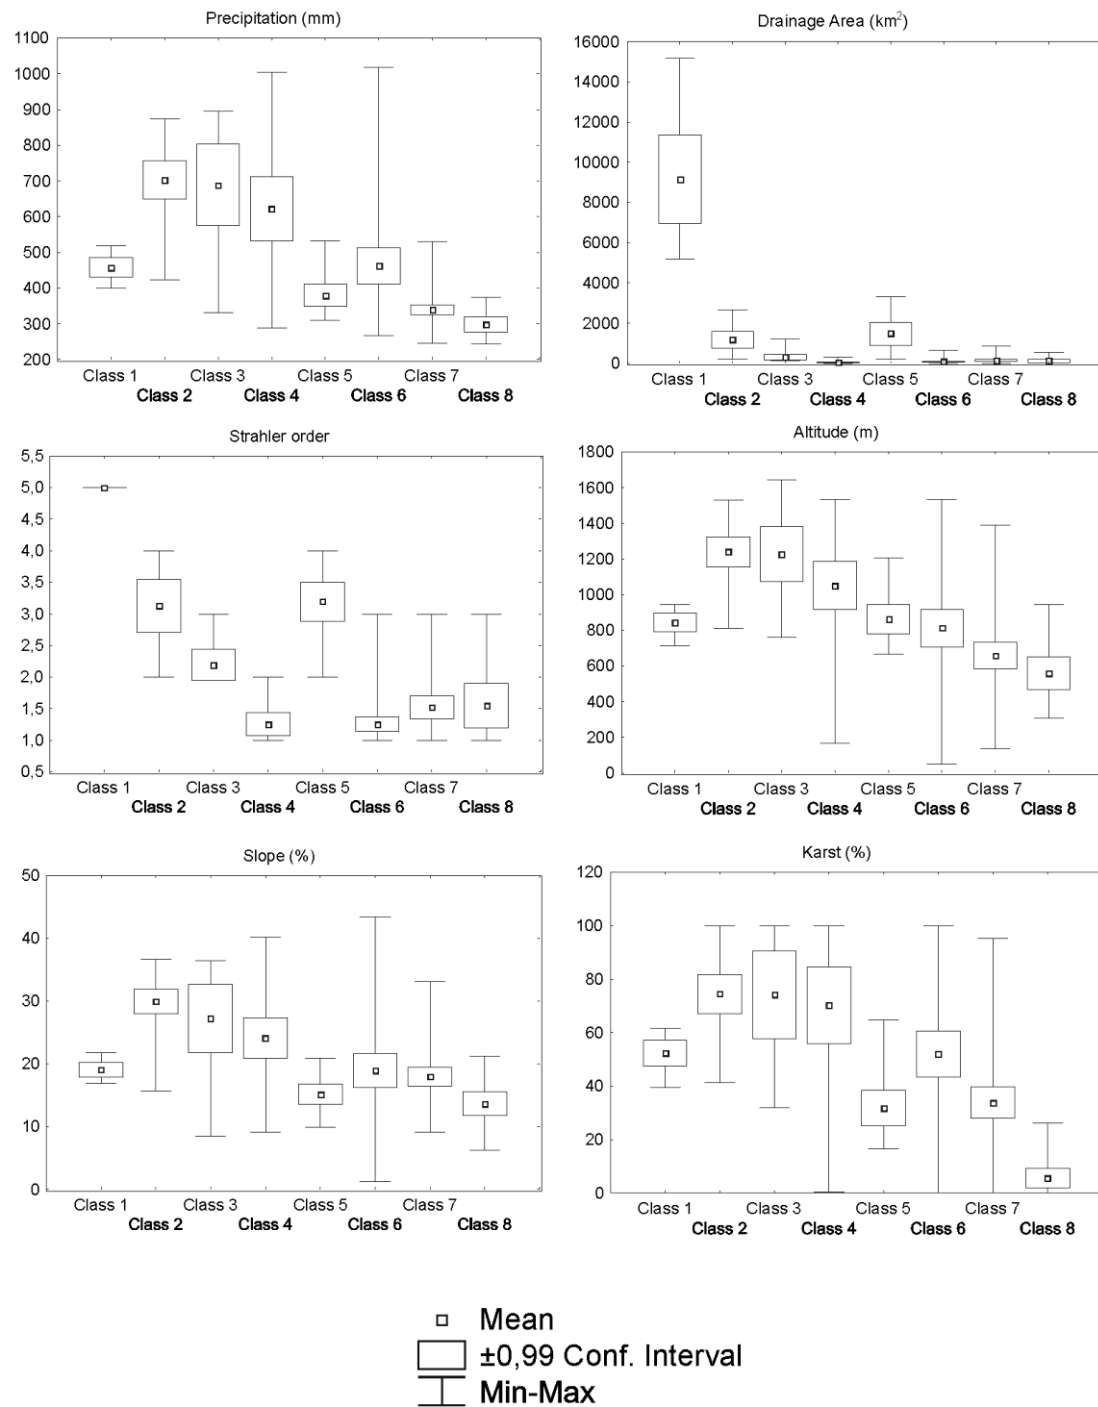 Precipitation (mm)
1100
1000
900
800
700
600
500
400
300
200
Class 1 Class 3 Class 5 Class 7
Class 2 Class 4 Class 6 Class 8
Drainage Area (km²)
16000
14000
12000
10000
8000
6000
4000
2000
0
Class 1 Class 3 Class 5 Class 7
Class 2 Class 4 Class 6 Class 8
Strahler order
5,5
5,0
4,5
4,0
3,5
3,0
2,5
2,0
1,5
1,0
0,5
Class 1 Class 3 Class 5 Class 7
Class 2 Class 4 Class 6 Class 8
Altitude (m)
1800
1600
1400
1200
1000
800
600
400
200
0
Class 1 Class 3 Class 5 Class 7
Class 2 Class 4 Class 6 Class 8
Slope (%)
50
40
30
20
10
0
Class 1 Class 3 Class 5 Class 7
Class 2 Class 4 Class 6 Class 8
Karst (%)
120
100
80
60
40
20
0
Class 1 Class 3 Class 5 Class 7
Class 2 Class 4 Class 6 Class 8
Mean
±0,99 Conf. Interval
Min-Max